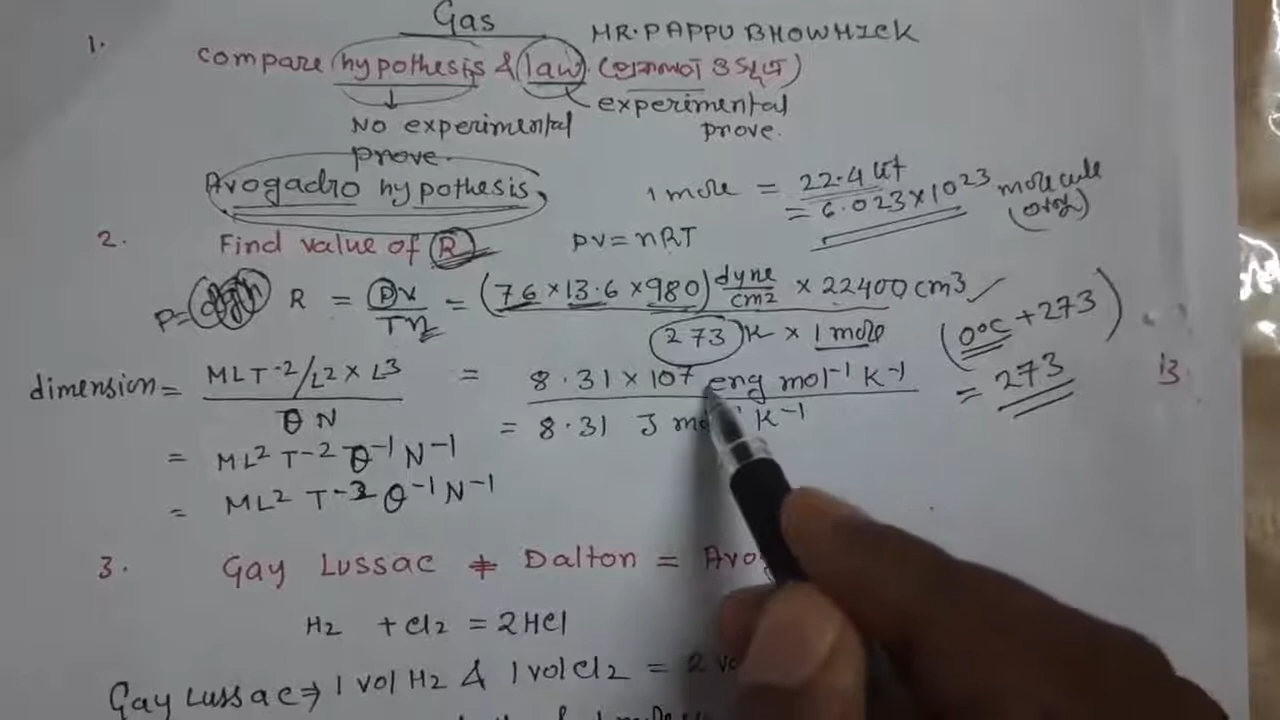 Gas
1.
MR. PAPPU BHOWMICK
compare hypothesis & law (প্রকল্প ও সূত্র)
No experimental prove.
experimental prove.
Avogadro hypothesis,
1 mole = 22.4 lit
= 6.023×10²³ molecule
2. Find value of R PV = nRT
P= dgh R = PV/Tn = (76 × 13.6 × 980) dyne/cm2 × 22400 cm3
273 K × 1 mole
(0°C + 273)
= 273
dimension = MLT-2/L2 × L3 / θ N
= 8.31 × 10⁷ erg mol-1 K-1
= 8.31 J K-1
= ML2 T-2 θ-1 N-1
= ML2 T-2 θ-1 N-1
13.
3. Gay Lussac ≠ Dalton =
H2 + Cl2 = 2HCl
Gay Lussac ⇒ 1 vol H2 & 1 vol Cl2 = 2